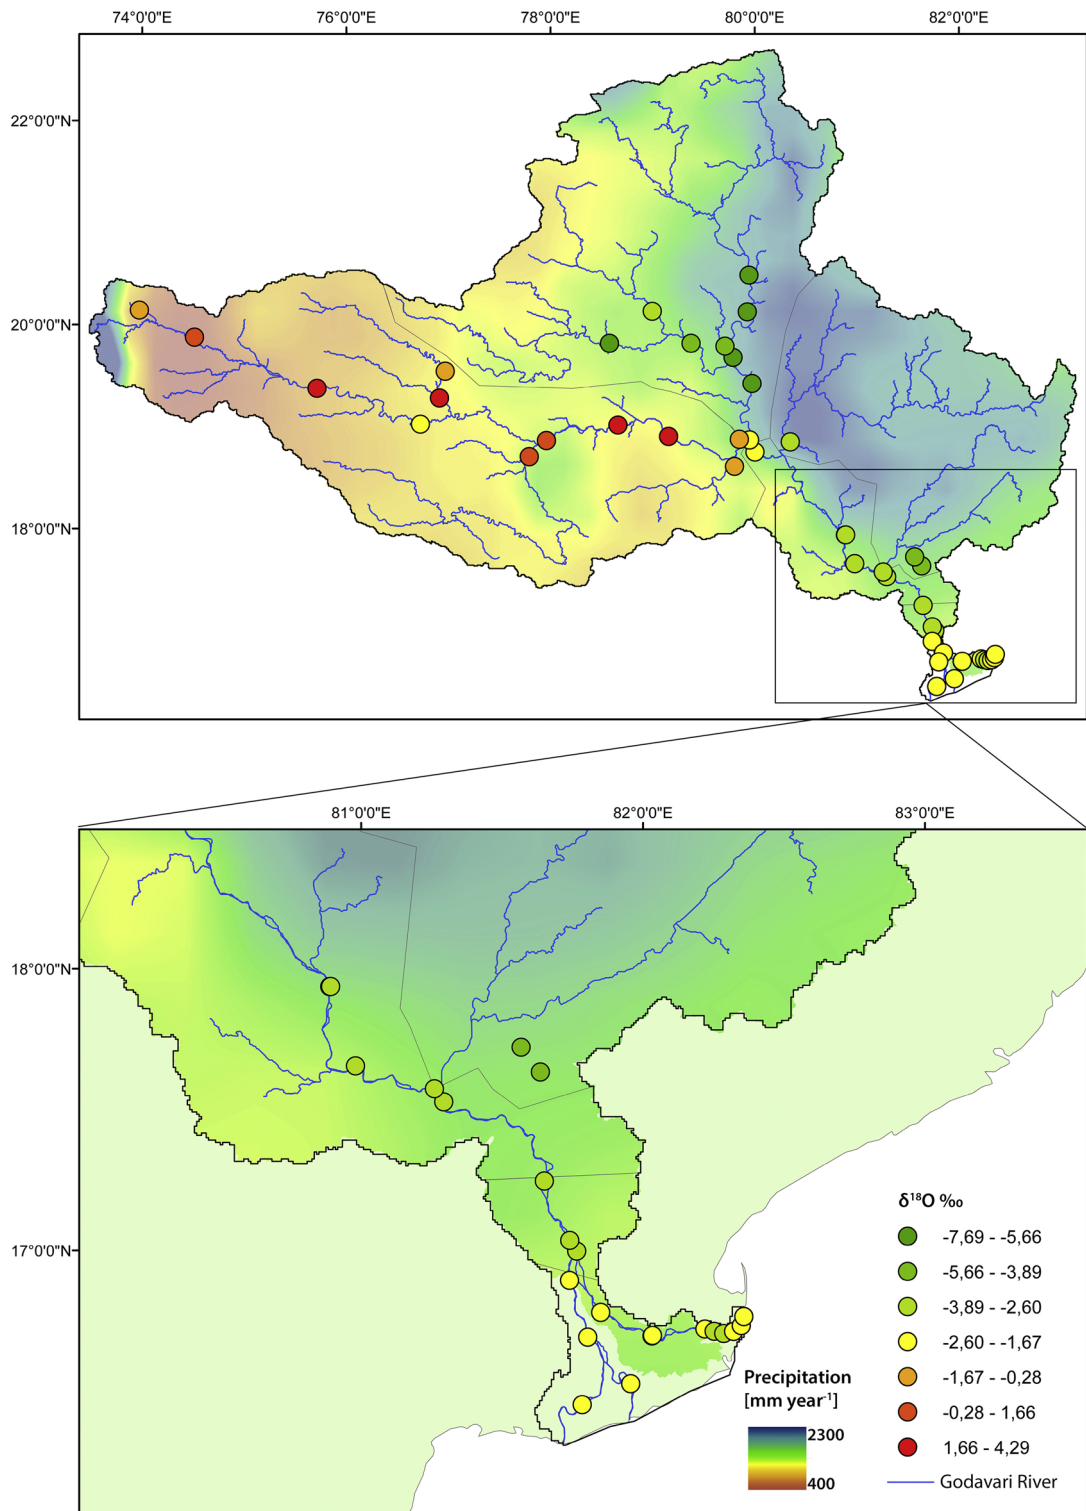 74°0'0"E 76°0'0"E 78°0'0"E 80°0'0"E 82°0'0"E
22°0'0"N
20°0'0"N
18°0'0"N
81°0'0"E 82°0'0"E 83°0'0"E
18°0'0"N
17°0'0"N
δ¹⁸O ‰
-7,69 - -5,66
-5,66 - -3,89
-3,89 - -2,60
-2,60 - -1,67
-1,67 - -0,28
-0,28 - 1,66
1,66 - 4,29
Godavari River
Precipitation
[mm year⁻¹]
2300
400